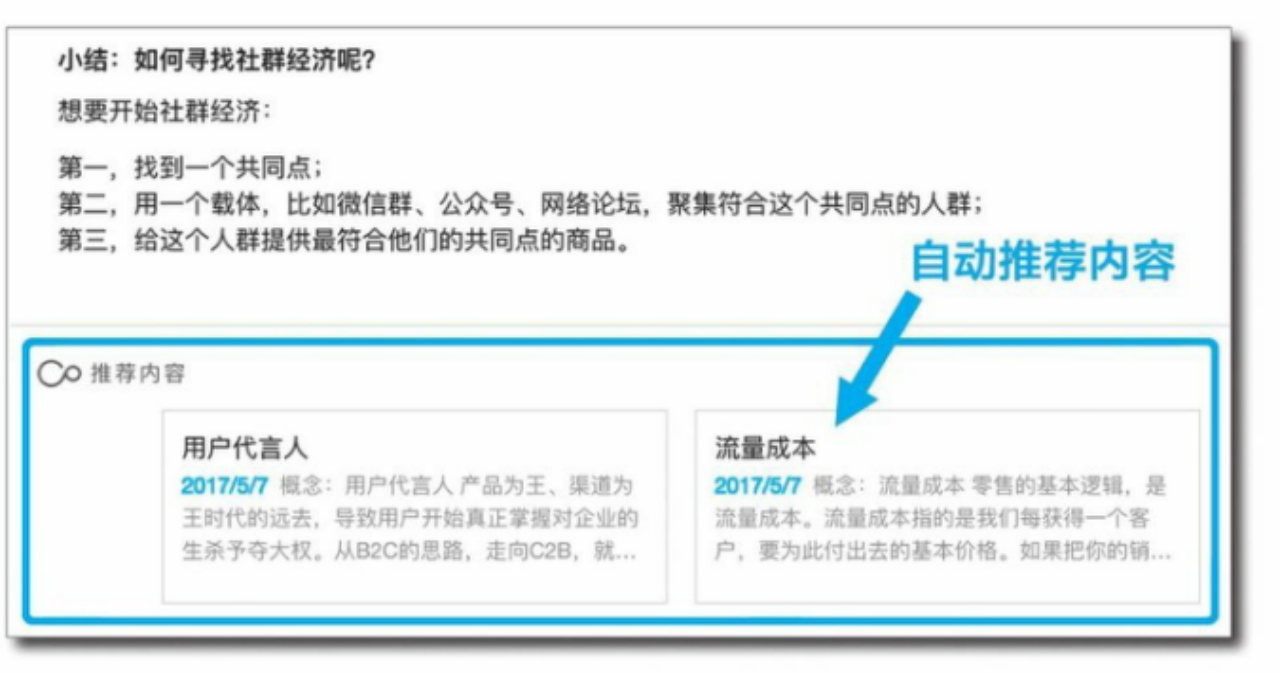 小结：如何寻找社群经济呢？
想要开始社群经济：
第一，找到一个共同点；
第二，用一个载体，比如微信群、公众号、网络论坛，聚集符合这个共同点的人群；
第三，给这个人群提供最符合他们的共同点的商品。
自动推荐内容
推荐内容
用户代言人
2017/5/7 概念：用户代言人 产品为王、渠道为
王时代的远去，导致用户开始真正掌握对企业的
生杀予夺大权。从B2C的思路，走向C2B，就...
流量成本
2017/5/7 概念：流量成本 零售的基本逻辑，是
流量成本。流量成本指的是我们每获得一个客
户，要为此付出去的基本价格。如果把你的销...